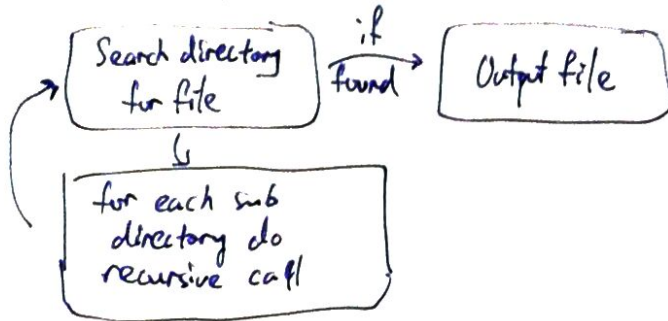 Search directory
for file
if
found
Output file
for each sub
directory do
recursive call